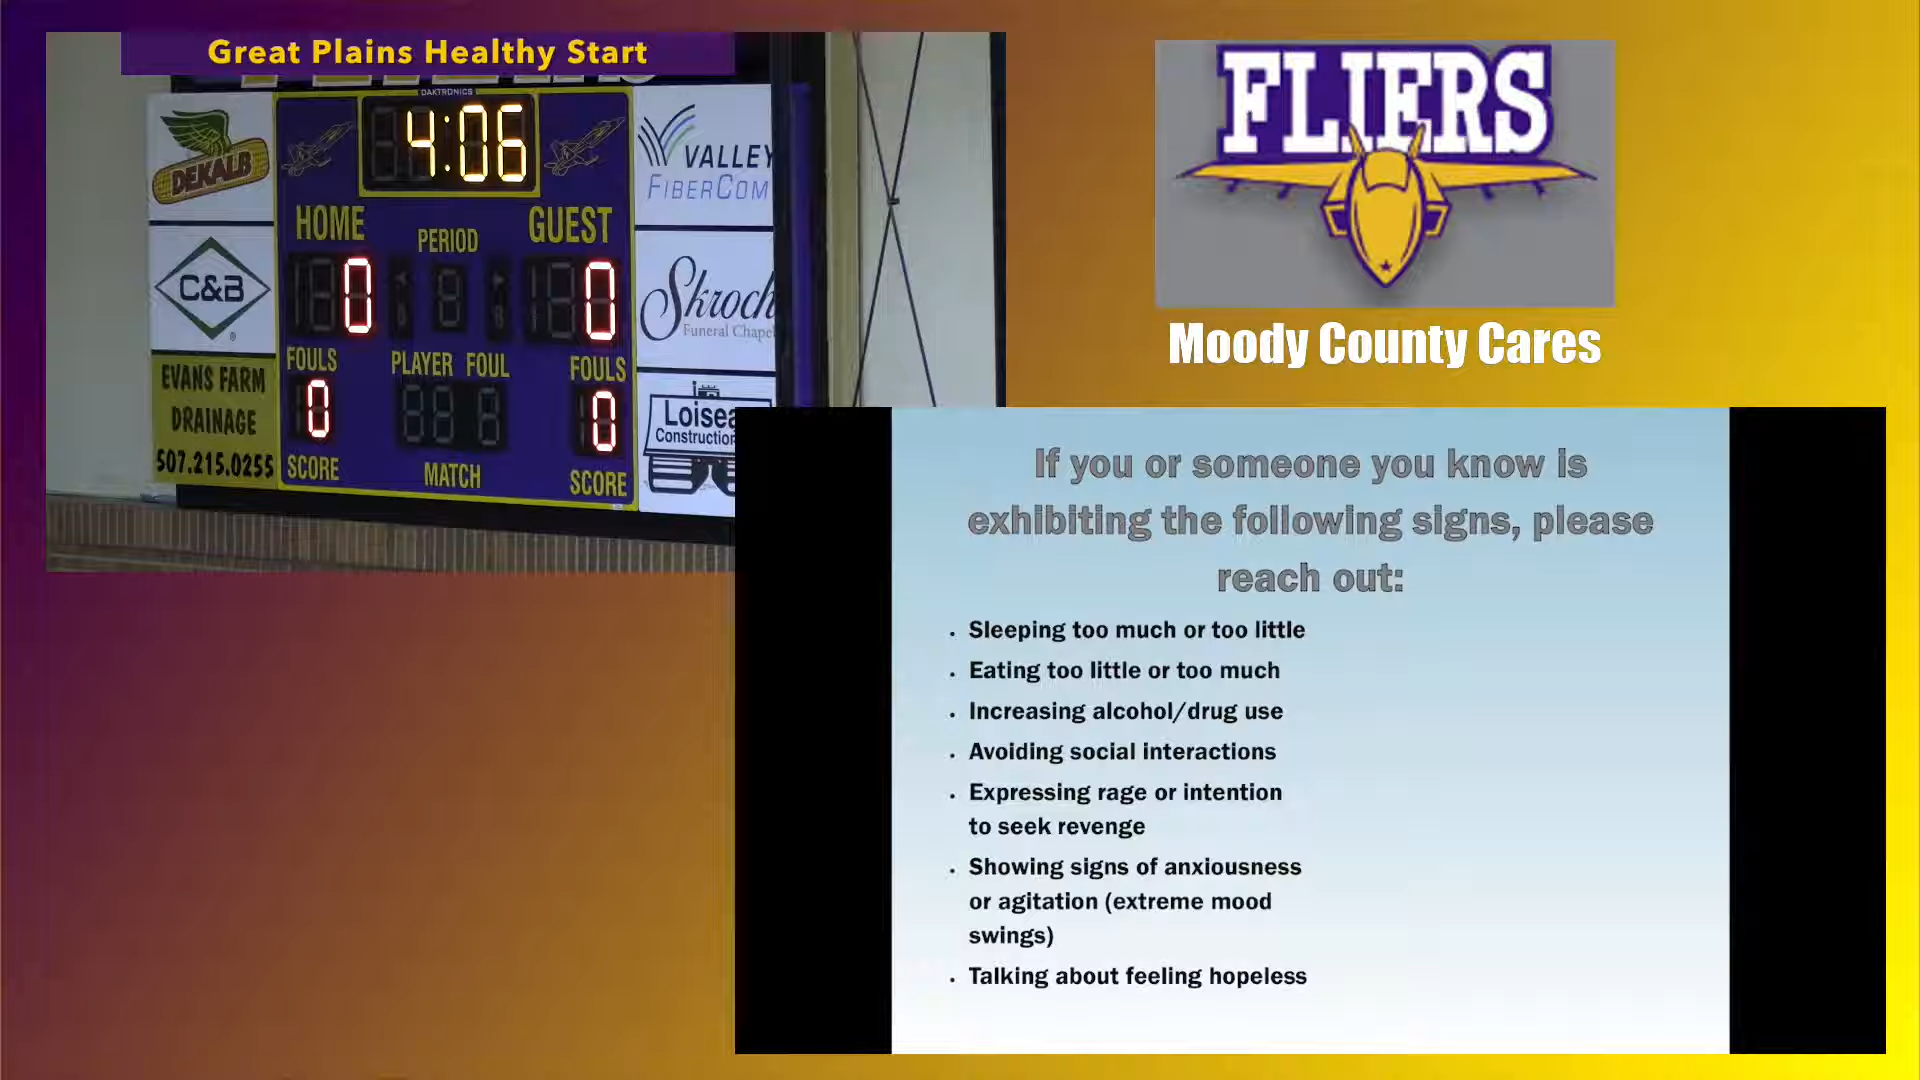 Great Plains Healthy Start
DAKTRONICS
4:06
DEKALB
VALLEY
FIBERCOM
HOME
PERIOD
GUEST
0
0
C&B
®
Skroch
Funeral Chape
FOULS
PLAYER FOUL
FOULS
EVANS FARM
DRAINAGE
507.215.0255
0
0
Loisea
Construction
SCORE
MATCH
SCORE
FLIERS
Moody County Cares
If you or someone you know is
exhibiting the following signs, please
reach out:
• Sleeping too much or too little
• Eating too little or too much
• Increasing alcohol/drug use
• Avoiding social interactions
• Expressing rage or intention
to seek revenge
• Showing signs of anxiousness
or agitation (extreme mood
swings)
• Talking about feeling hopeless